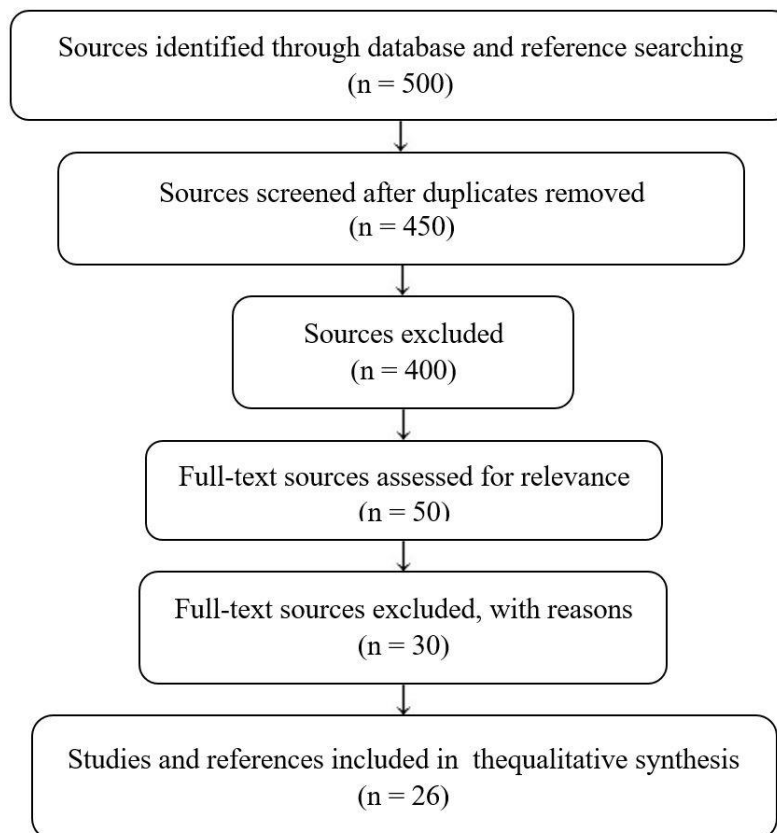 Sources identified through database and reference searching
(n = 500)
Sources screened after duplicates removed
(n = 450)
Sources excluded
(n = 400)
Full-text sources assessed for relevance
(n = 50)
Full-text sources excluded, with reasons
(n = 30)
Studies and references included in thequalitative synthesis
(n = 26)